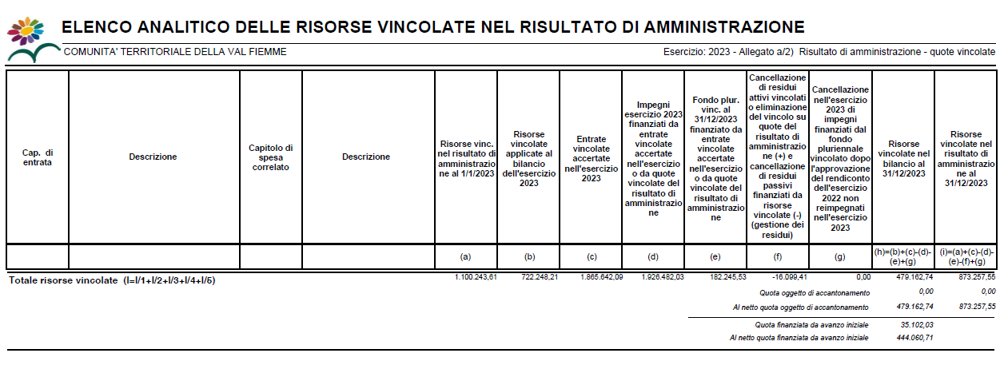 ELENCO ANALITICO DELLE RISORSE VINCOLATE NEL RISULTATO DI AMMINISTRAZIONE
COMUNITA' TERRITORIALE DELLA VAL FIEMME
Esercizio: 2023 - Allegato a/2) Risultato di amministrazione - quote vincolate
Cap. di
entrata
Descrizione
Capitolo di
spesa
correlato
Descrizione
Risorse vinc.
nel risultato di
amministrazio
ne al 1/1/2023
Risorse
vincolate
applicate al
bilancio
dell'esercizio
2023
Entrate
vincolate
accertate
nell'esercizio
2023
Impegni
esercizio 2023
finanziati da
entrate
vincolate
accertate
nell'esercizio
o da quote
vincolate del
risultato di
amministrazio
ne
Fondo plur.
vinc. al
31/12/2023
finanziato da
entrate
vincolate
accertate
nell'esercizio
o da quote
vincolate del
risultato di
amministrazio
ne
Cancellazione
di residui
attivi vincolati
o eliminazione
del vincolo su
quote del
risultato di
amministrazio
ne (+) e
cancellazione
di residui
passivi
finanziati da
risorse
vincolate (-)
(gestione dei
residui)
Cancellazione
nell'esercizio
2023 di
impegni
finanziati dal
fondo
pluriennale
vincolato dopo
l'approvazione
del rendiconto
dell'esercizio
2022 non
reimpegnati
nell'esercizio
2023
Risorse
vincolate nel
bilancio al
31/12/2023
Risorse
vincolate nel
risultato di
amministrazio
ne al
31/12/2023
(a)
(b)
(c)
(d)
(e)
(f)
(g)
(h)=(b)+(c)-(d)-
(e)+(g)
(i)=(a)+(c)-(d)-
(e)-(f)+(g)
Totale risorse vincolate (l=l/1+l/2+l/3+l/4+l/5) 1.100.243,61 722.248,21 1.865.642,09 1.926.482,03 182.245,53 -16.099,41 0,00 479.162,74 873.257,55
Quota oggetto di accantonamento 0,00 0,00
Al netto quota oggetto di accantonamento 479.162,74 873.257,55
Quota finanziata da avanzo iniziale 35.102,03
Al netto quota finanziata da avanzo iniziale 444.060,71